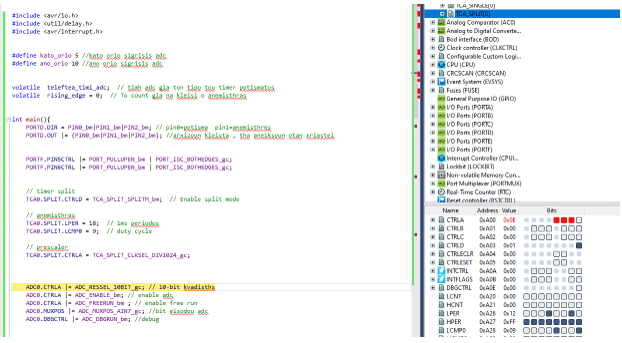 #include <avr/io.h>
#include <util/delay.h>
#include <avr/interrupt.h>
#define kato_orio 5 //kato orio sigrisis adc
#define ano_orio 10 //ano orio sigrisis adc
volatile teleftea_timi_adc; // timh adc gia ton tipo tou timer potismatos
volatile rising_edge = 0; // To count gia na kleisi o anemisthras
int main(){
PORTD.DIR = PIN0_bm|PIN1_bm|PIN2_bm; // pin0=potisma pin1=anemisthres
PORTD.OUT |= (PIN0_bm|PIN1_bm|PIN2_bm); //arxizoun kleista , tha aneiksoun otan xriastei
PORTF.PIN5CTRL |= PORT_PULLUPEN_bm | PORT_ISC_BOTHEDGES_gc;
PORTF.PIN6CTRL |= PORT_PULLUPEN_bm | PORT_ISC_BOTHEDGES_gc;
// timer split
TCA0.SPLIT.CTRLD = TCA_SPLIT_SPLITM_bm; // Enable split mode
// anemisthras
TCA0.SPLIT.LPER = 18; // 1ms periodos
TCA0.SPLIT.LCMP0 = 9; // duty cycle
// prescaler
TCA0.SPLIT.CTRLA = TCA_SPLIT_CLKSEL_DIV1024_gc;
ADC0.CTRLA |= ADC_RESSEL_10BIT_gc; // 10-bit kvadisths
ADC0.CTRLA |= ADC_ENABLE_bm; // enable adc
ADC0.CTRLA |= ADC_FREERUN_bm; // enable free run
ADC0.MUXPOS |= ADC_MUXPOS_AIN7_gc; //bit eisodou adc
ADC0.DBGCTRL |= ADC_DBGRUN_bm; //debug
TCA_SINGLE[0]
TCA_SPLIT[0]
Analog Comparator (AC0)
Analog to Digital Converte...
Bod interface (BOD)
Clock controller (CLKCTRL)
Configurable Custom Logi...
CPU (CPU)
CRCSCAN (CRCSCAN)
Event System (EVSYS)
Fuses (FUSE)
General Purpose IO (GPIO)
I/O Ports (PORTA)
I/O Ports (PORTB)
I/O Ports (PORTC)
I/O Ports (PORTD)
I/O Ports (PORTE)
I/O Ports (PORTF)
Interrupt Controller (CPUI...
Lockbit (LOCKBIT)
Non-volatile Memory Con...
Port Multiplexer (PORTMUX)
Real-Time Counter (RTC)
Reset controller (RSTCTRL)
Name Address Value Bits
CTRLA 0xA00 0x0E
CTRLB 0xA01 0x00
CTRLC 0xA02 0x00
CTRLD 0xA03 0x01
CTRLECLR 0xA04 0x00
CTRLESET 0xA05 0x00
INTCTRL 0xA0A 0x00
INTFLAGS 0xA0B 0x00
DBGCTRL 0xA0E 0x00
LCNT 0xA20 0x00
HCNT 0xA21 0x00
LPER 0xA26 0x12
HPER 0xA27 0xFF
LCMP0 0xA28 0x09